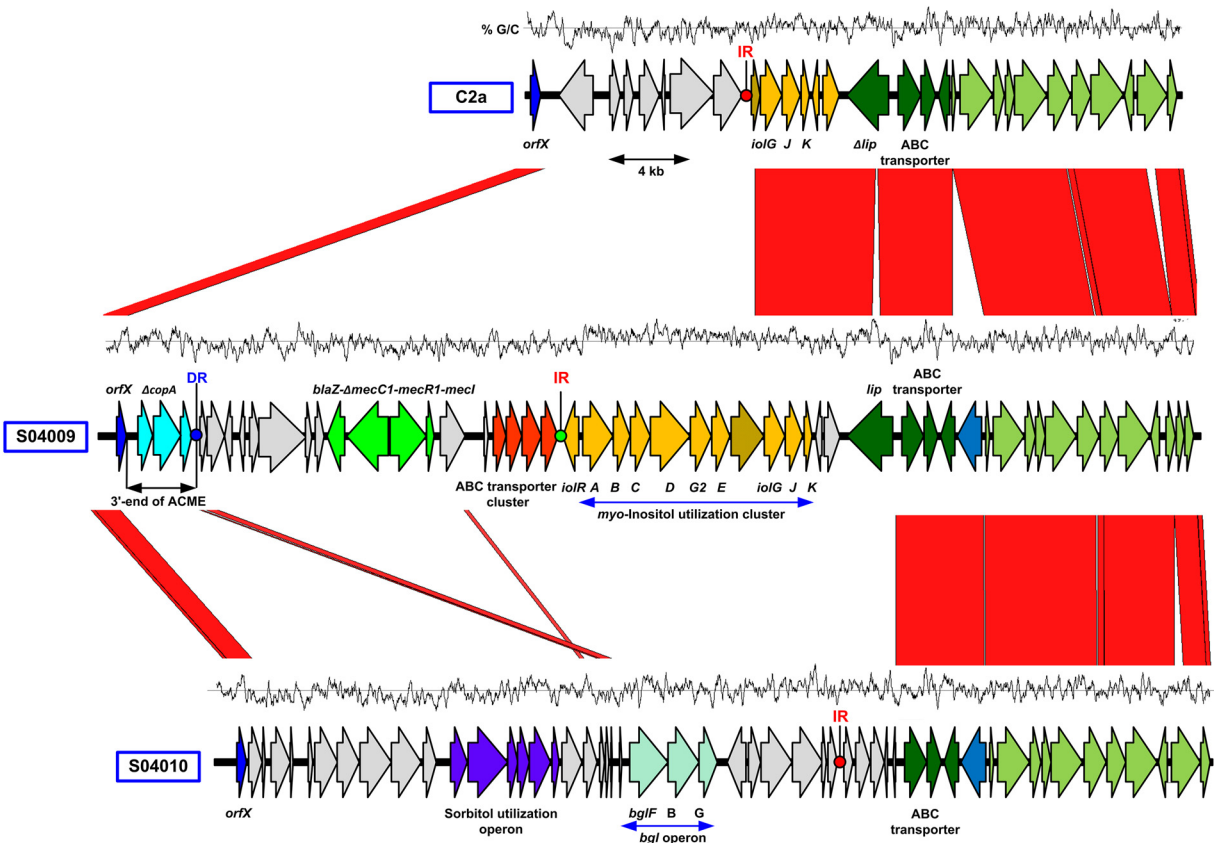 % G/C
IR
C2a
orfX
iolG J K
Δlip
ABC
transporter
4 kb
orfX
ΔcopA
DR
blaZ-ΔmecC1-mecR1-mecI
IR
lip
ABC
transporter
S04009
3'-end of ACME
ABC transporter
cluster
iolR A B C D G2 E iolG J K
myo-Inositol utilization cluster
IR
S04010
orfX
Sorbitol utilization
operon
bglF B G
bgl operon
ABC
transporter